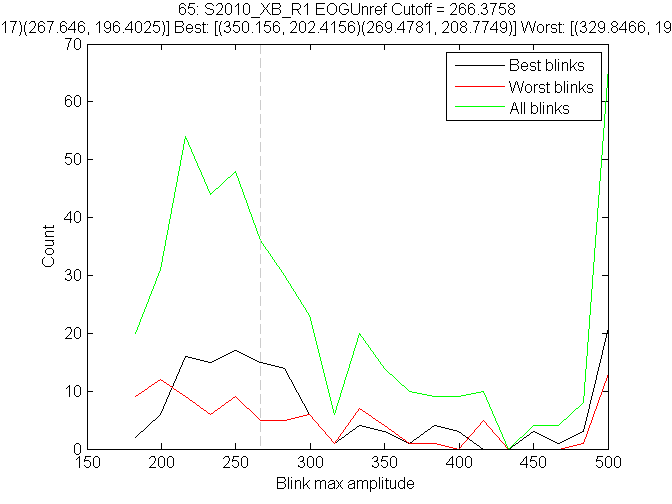 65: S2010_XB_R1 EOGUnref Cutoff = 266.3758
17)(267.646, 196.4025)] Best: [(350.156, 202.4156)(269.4781, 208.7749)] Worst: [(329.8466, 19
Best blinks
Worst blinks
All blinks
70
60
50
40
30
20
10
0
Count
150
200
250
300
350
400
450
500
Blink max amplitude